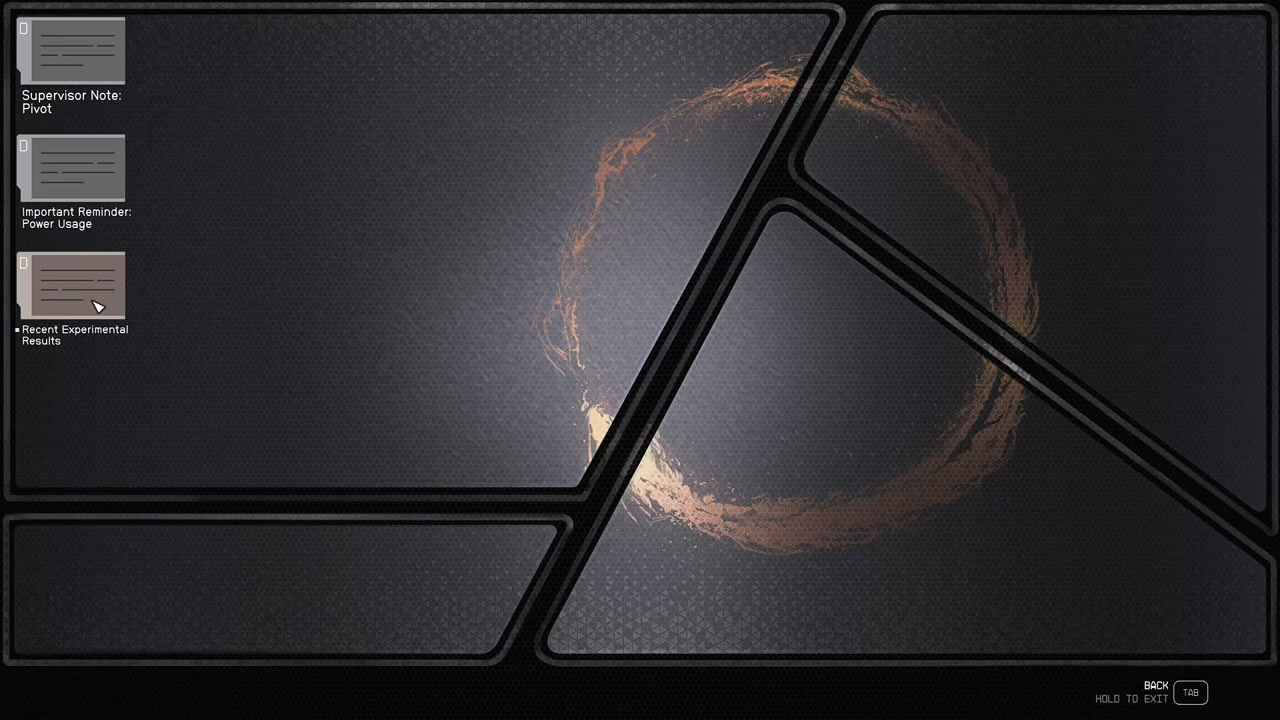 Supervisor Note:
Pivot
Important Reminder:
Power Usage
Recent Experimental
Results
BACK
HOLD TO EXIT
TAB